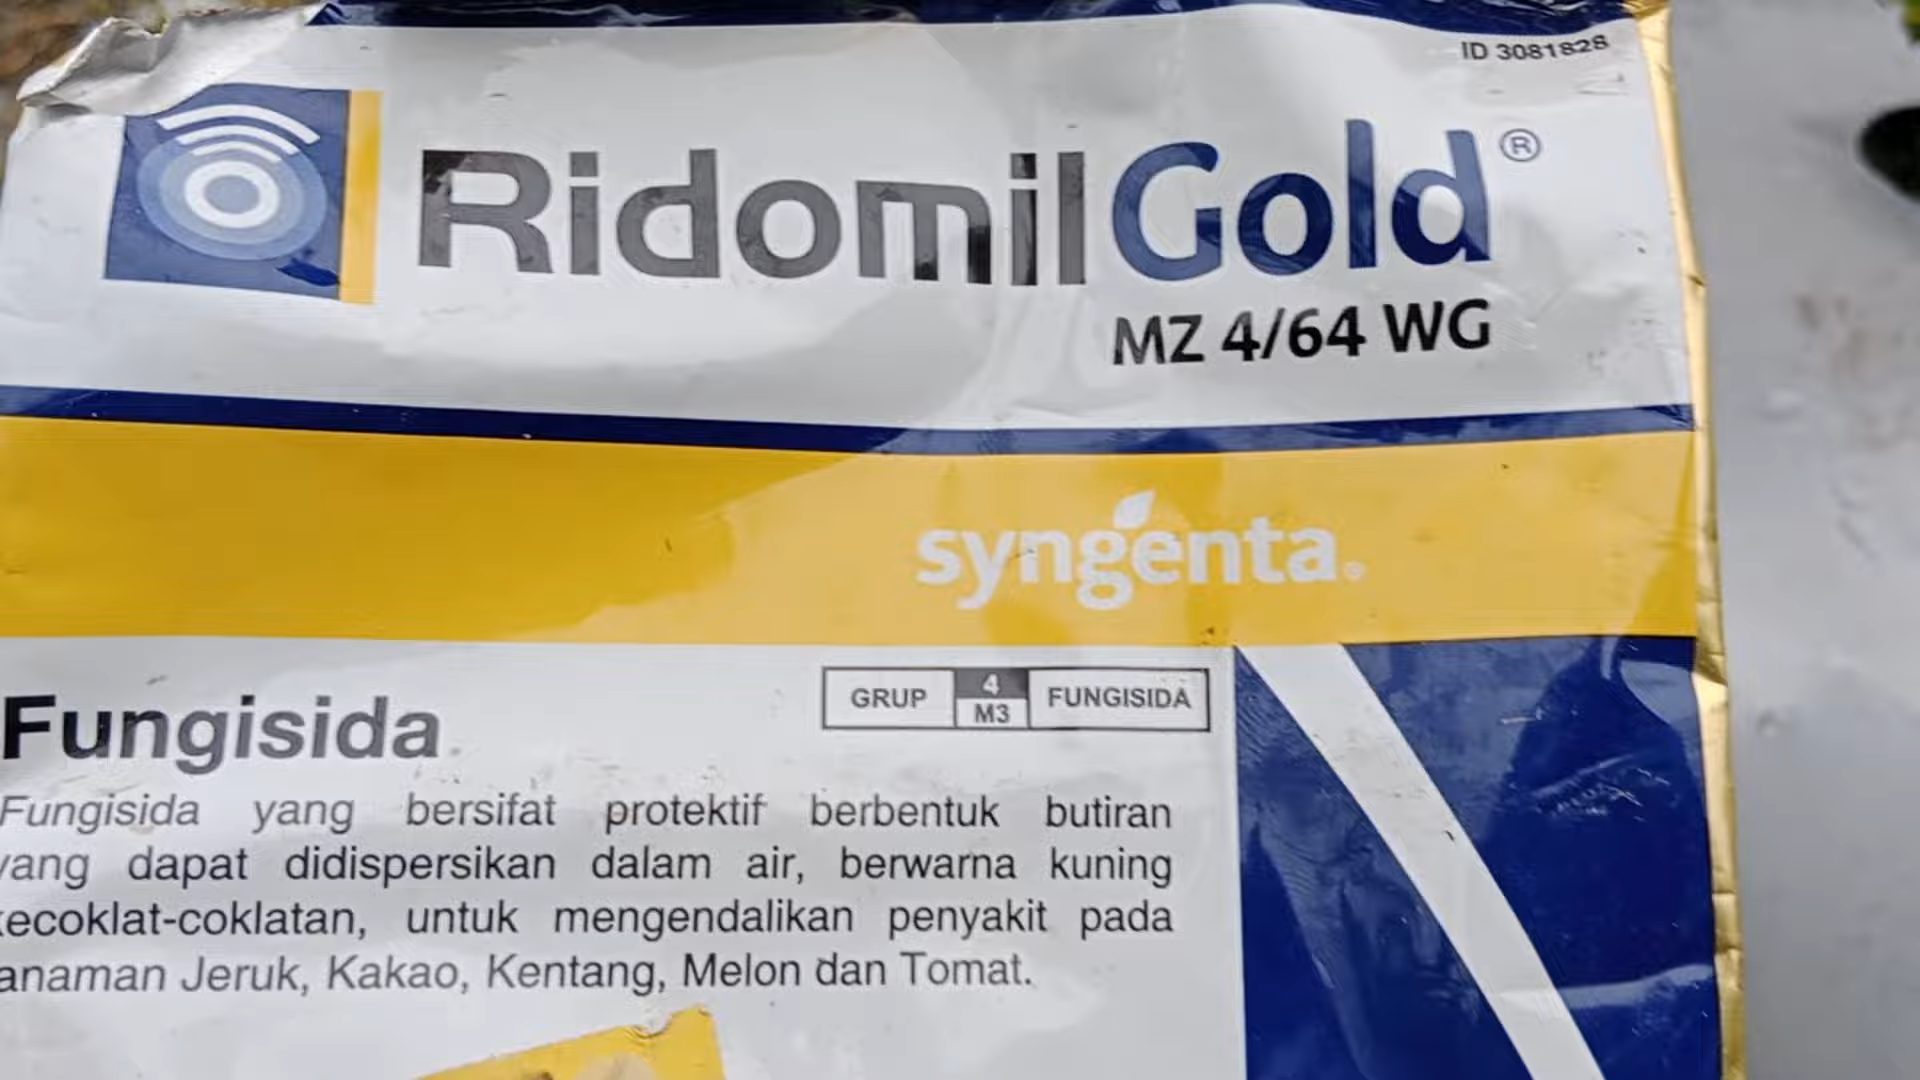 ID 3081828
RidomilGold®
MZ 4/64 WG
syngenta.
GRUP 4 M3 FUNGISIDA
Fungisida
Fungisida yang bersifat protektif berbentuk butiran
yang dapat didispersikan dalam air, berwarna kuning
kecoklat-coklatan, untuk mengendalikan penyakit pada
anaman Jeruk, Kakao, Kentang, Melon dan Tomat.